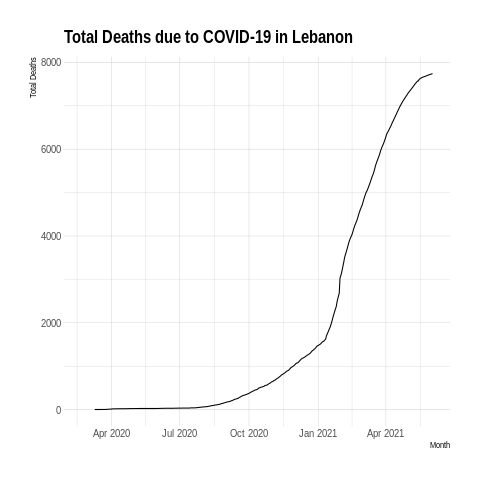 Total Deaths due to COVID-19 in Lebanon
Total Deaths
8000
6000
4000
2000
0
Apr 2020 Jul 2020 Oct 2020 Jan 2021 Apr 2021
Month